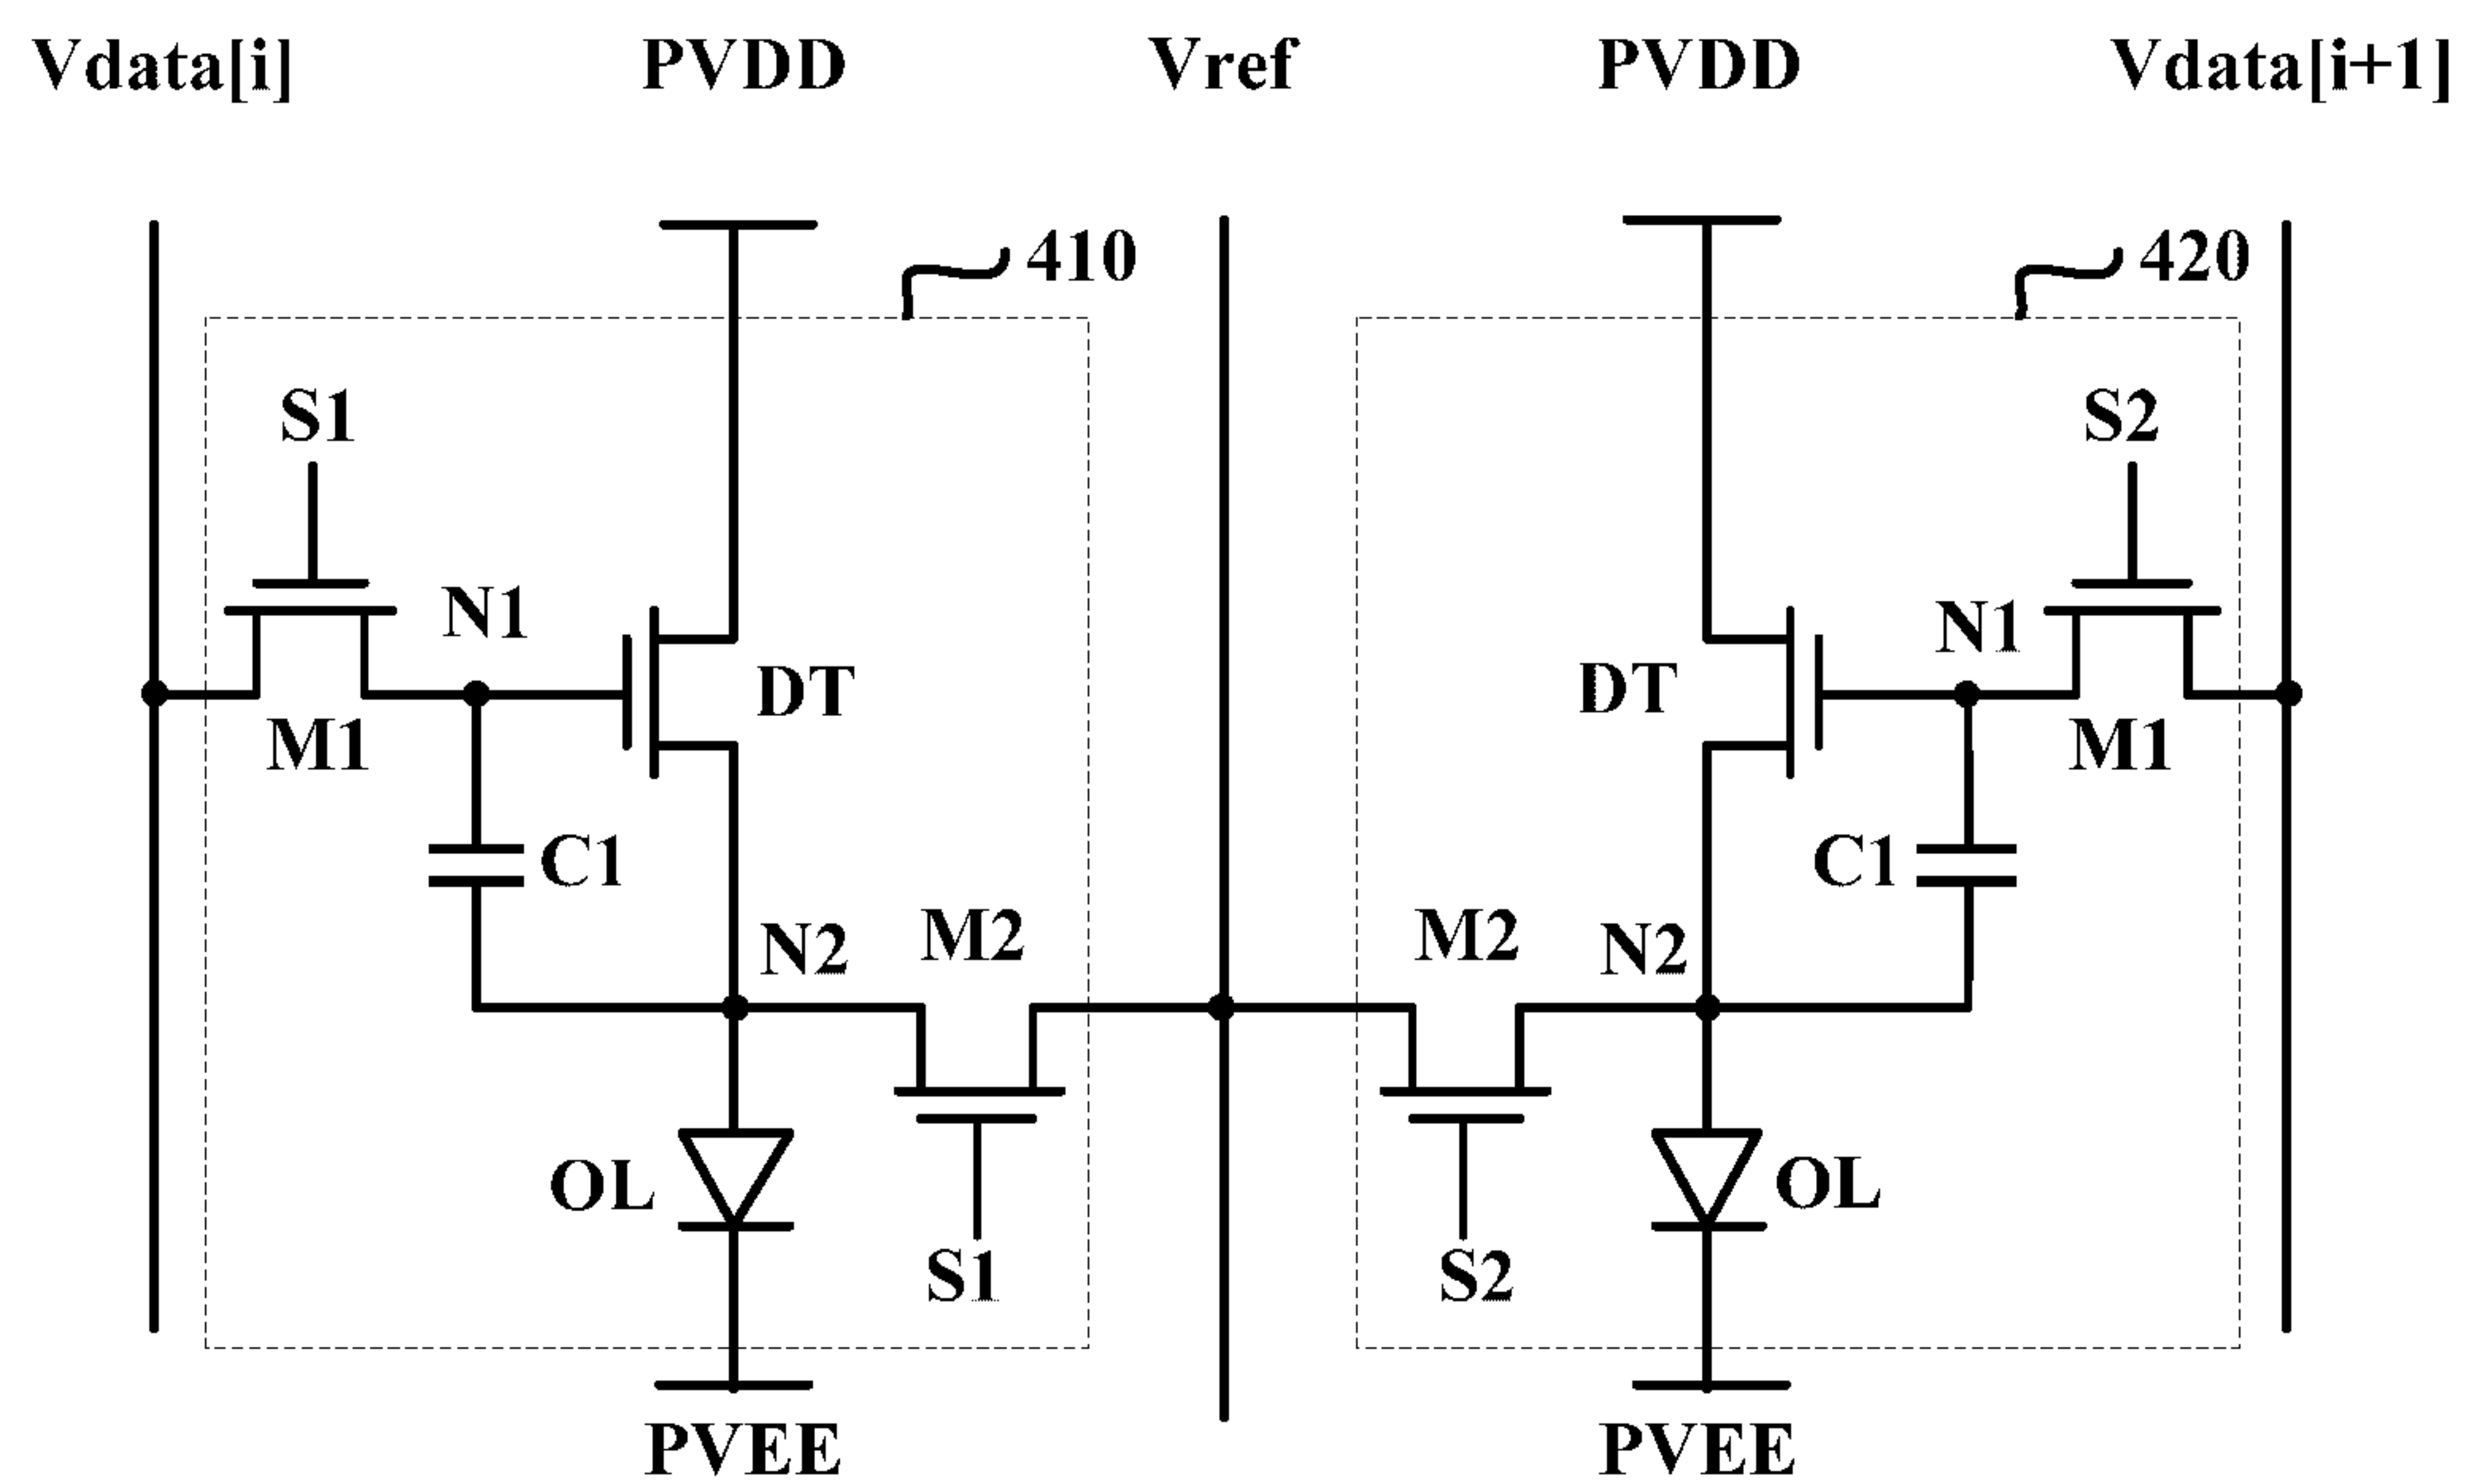 Vdata[i] PVDD Vref PVDD Vdata[i+1]
410 420
S1 S2
N1 N1
DT DT
M1 M1
C1 C1
M2 M2
N2 N2
OL OL
S1 S2
PVEE PVEE